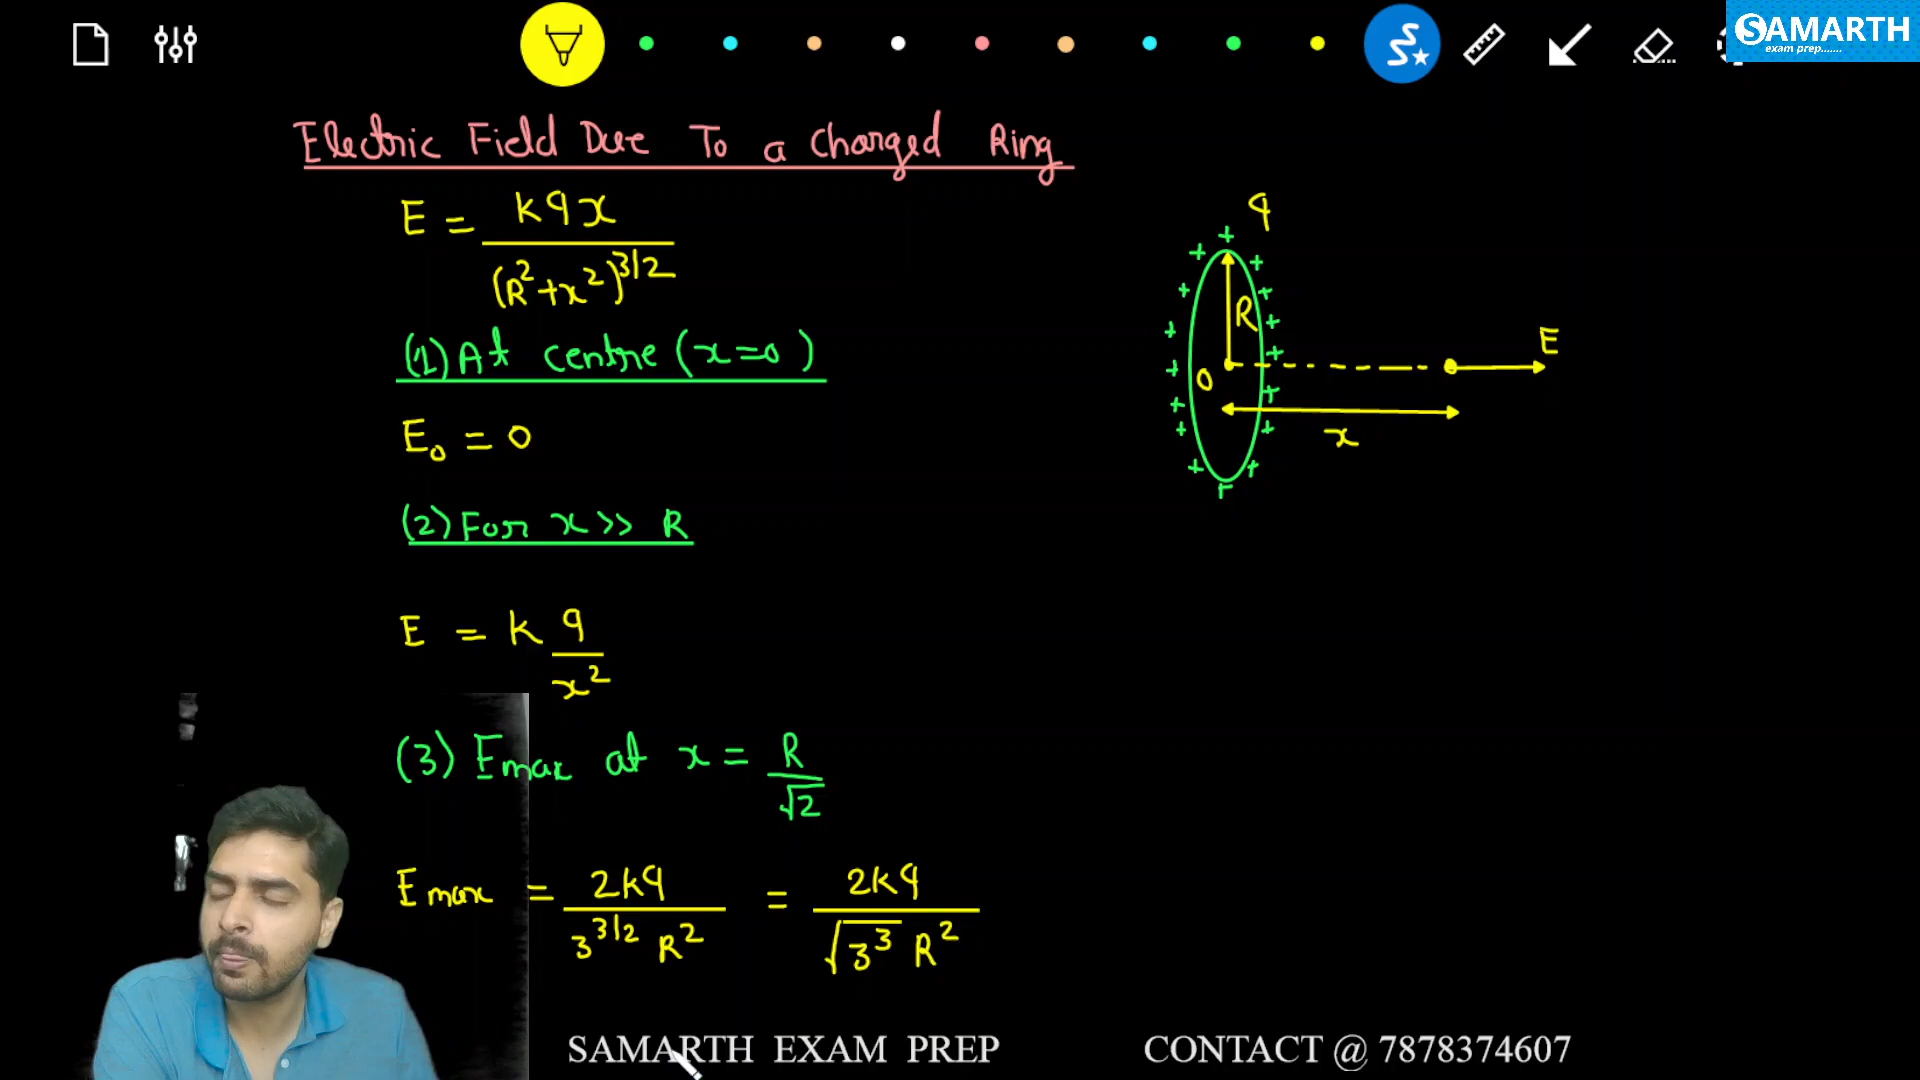 SAMARTH
exam prep.......
Electric Field Due To a Charged Ring
E = kqx / (R²+x²)^3/2
(1) At centre (x=0)
E₀ = 0
(2) For x >> R
E = k q / x²
(3) Emax at x = R / √2
Emax = 2kq / 3^3/2 R² = 2kq / √3³ R²
q
R
E
O
x
SAMARTH EXAM PREP CONTACT @ 7878374607